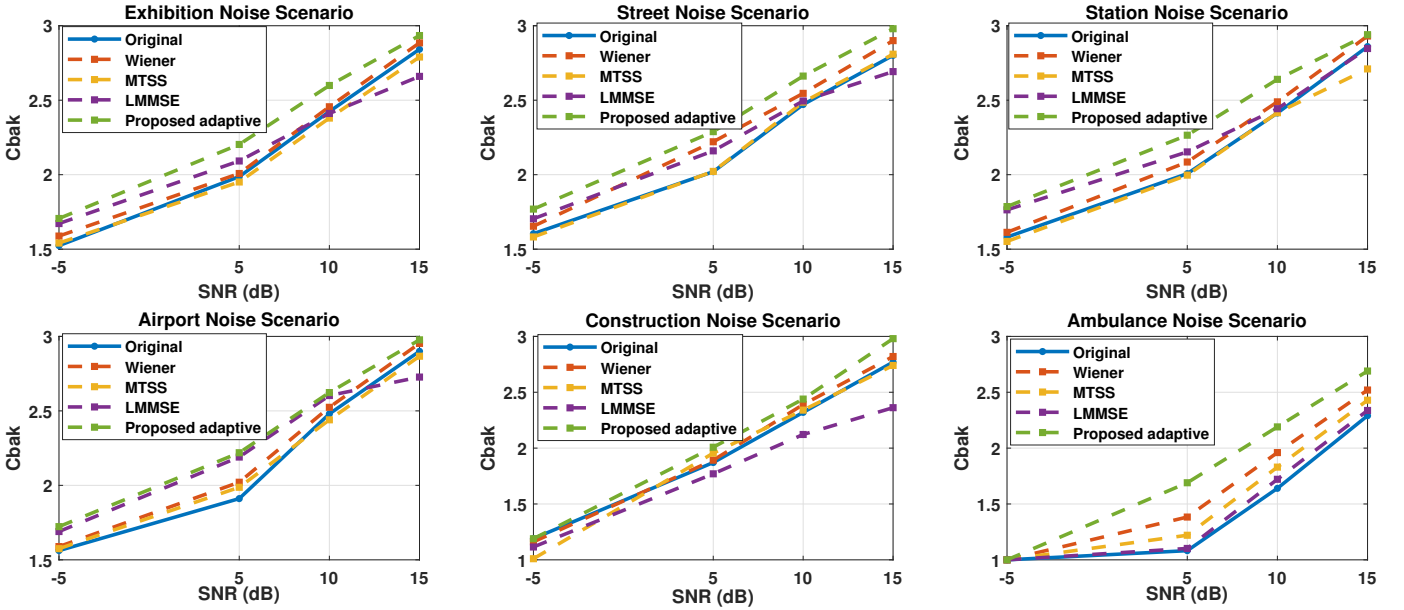 Exhibition Noise Scenario
3
2.5
2
1.5
Cbak
Original
Wiener
MTSS
LMMSE
Proposed adaptive
-5 5 10 15
SNR (dB)
Street Noise Scenario
3
2.5
2
1.5
Cbak
Original
Wiener
MTSS
LMMSE
Proposed adaptive
-5 5 10 15
SNR (dB)
Station Noise Scenario
3
2.5
2
1.5
Cbak
Original
Wiener
MTSS
LMMSE
Proposed adaptive
-5 5 10 15
SNR (dB)
Airport Noise Scenario
3
2.5
2
1.5
Cbak
Original
Wiener
MTSS
LMMSE
Proposed adaptive
-5 5 10 15
SNR (dB)
Construction Noise Scenario
3
2.5
2
1.5
1
Cbak
Original
Wiener
MTSS
LMMSE
Proposed adaptive
-5 5 10 15
SNR (dB)
Ambulance Noise Scenario
3
2.5
2
1.5
1
Cbak
Original
Wiener
MTSS
LMMSE
Proposed adaptive
-5 5 10 15
SNR (dB)